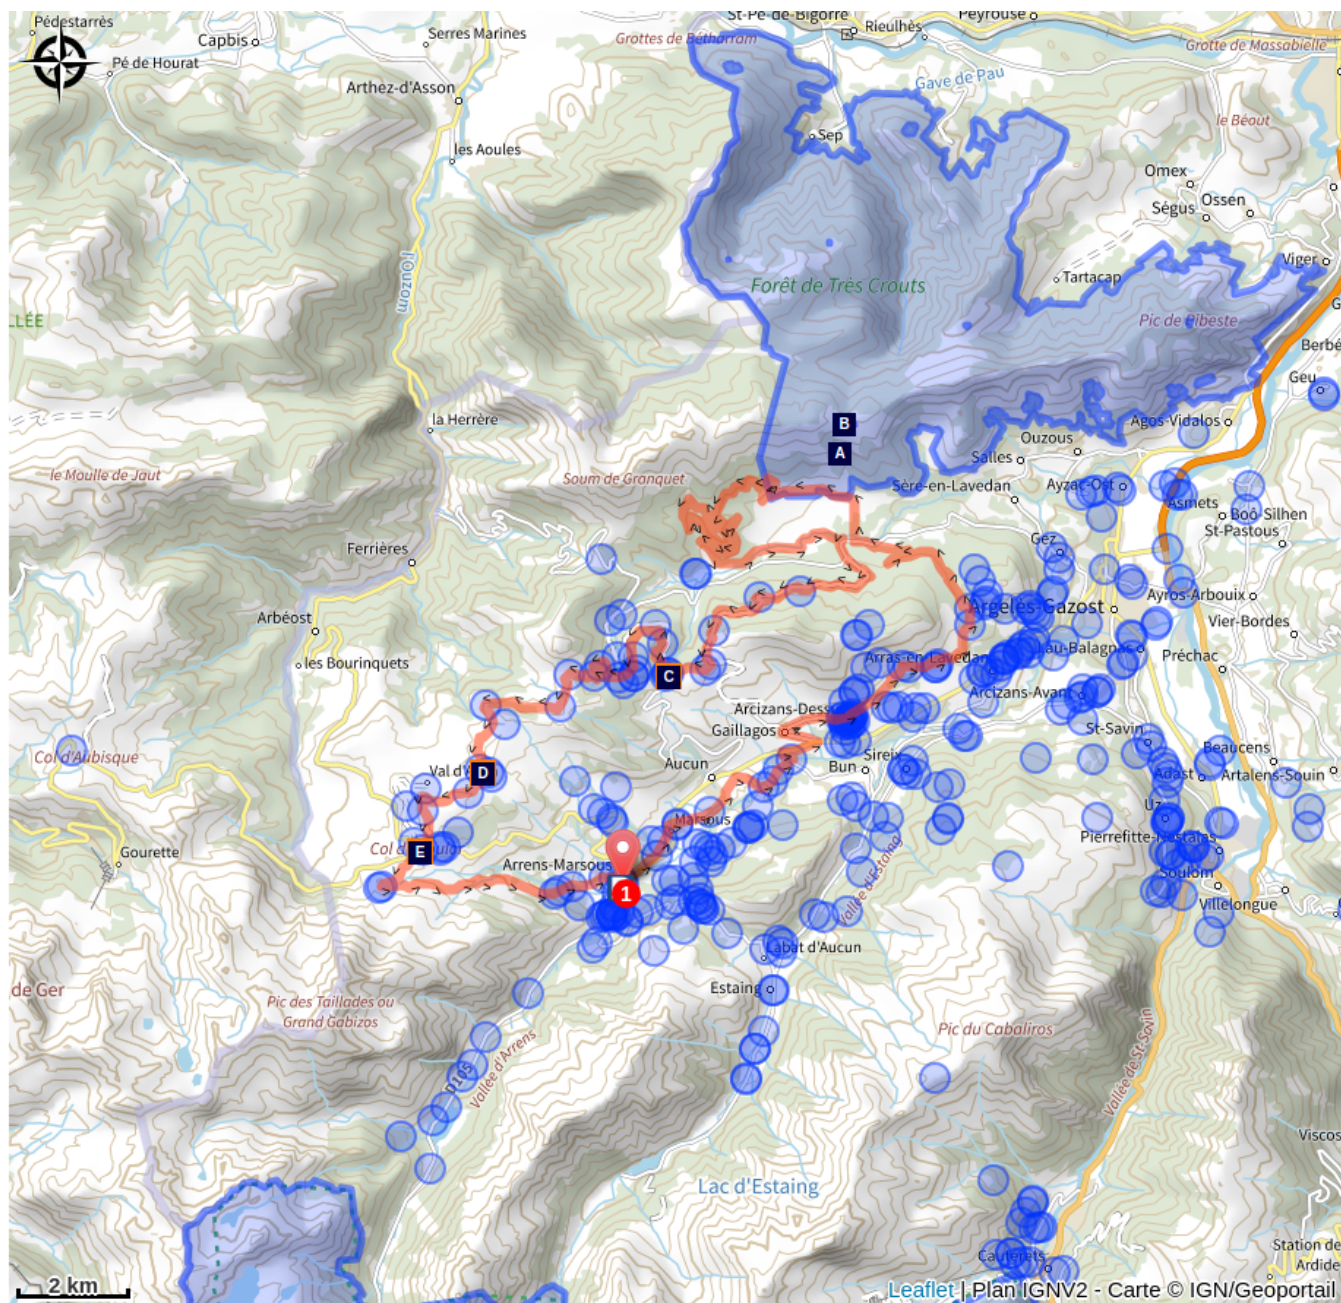 Pédestarrès
Capbis
Serres Marines
St-Pé-de-Bigorre
Rieulhès
Peyrouse
Grottes de Bétharram
Grotte de Massabielle
Pé de Hourat
Arthez-d'Asson
Gave de Pau
le Béout
Sep
les Aoules
Omex
Ossen
Ségus
l'Ouzom
Viger
Tartacap
Forêt de Très Crouts
LLÉE
Pic de Pibeste
Berbé
Geu
la Herrère
B
Agos-Vidalos
Ouzous
A
Salles
le Moulle de Jaut
Soum de Granquet
Sère-en-Lavedan
Ayzac-Ost
Asmets
Boô Silhen
St-Pastous
Gez
Ferrières
Arbéost
Argelès-Gazost
Ayros-Arbouix
Vier-Bordes
les Bourinquets
Arras-en-Lavedan
Lau-Balagnas
Préchac
C
Arcizans-Avant
Arcizans-Dess
Gaillagos
St-Savin
Col d'Aubisque
Sireix
Beaucens
Aucun
Bun
Val d'
D
Adast
Artalens-Souin
Uz
Marsous
Pierrefitte-Nestalas
Col d
E
Gourette
Arrens-Marsous
Soulom
1
Vallée d'Estaing
Villelongue
Labat d'Aucun
de Ger
Estaing
Pic des Taillades ou
Grand Gabizos
Pic du Cabaliros
Vallée d'Arrens
D105
Vallée de St-Savin
Viscos
Lac d'Estaing
Cauterets
Station de
Ardide
2 km
Leaflet | Plan IGNV2 - Carte © IGN/Geoportail